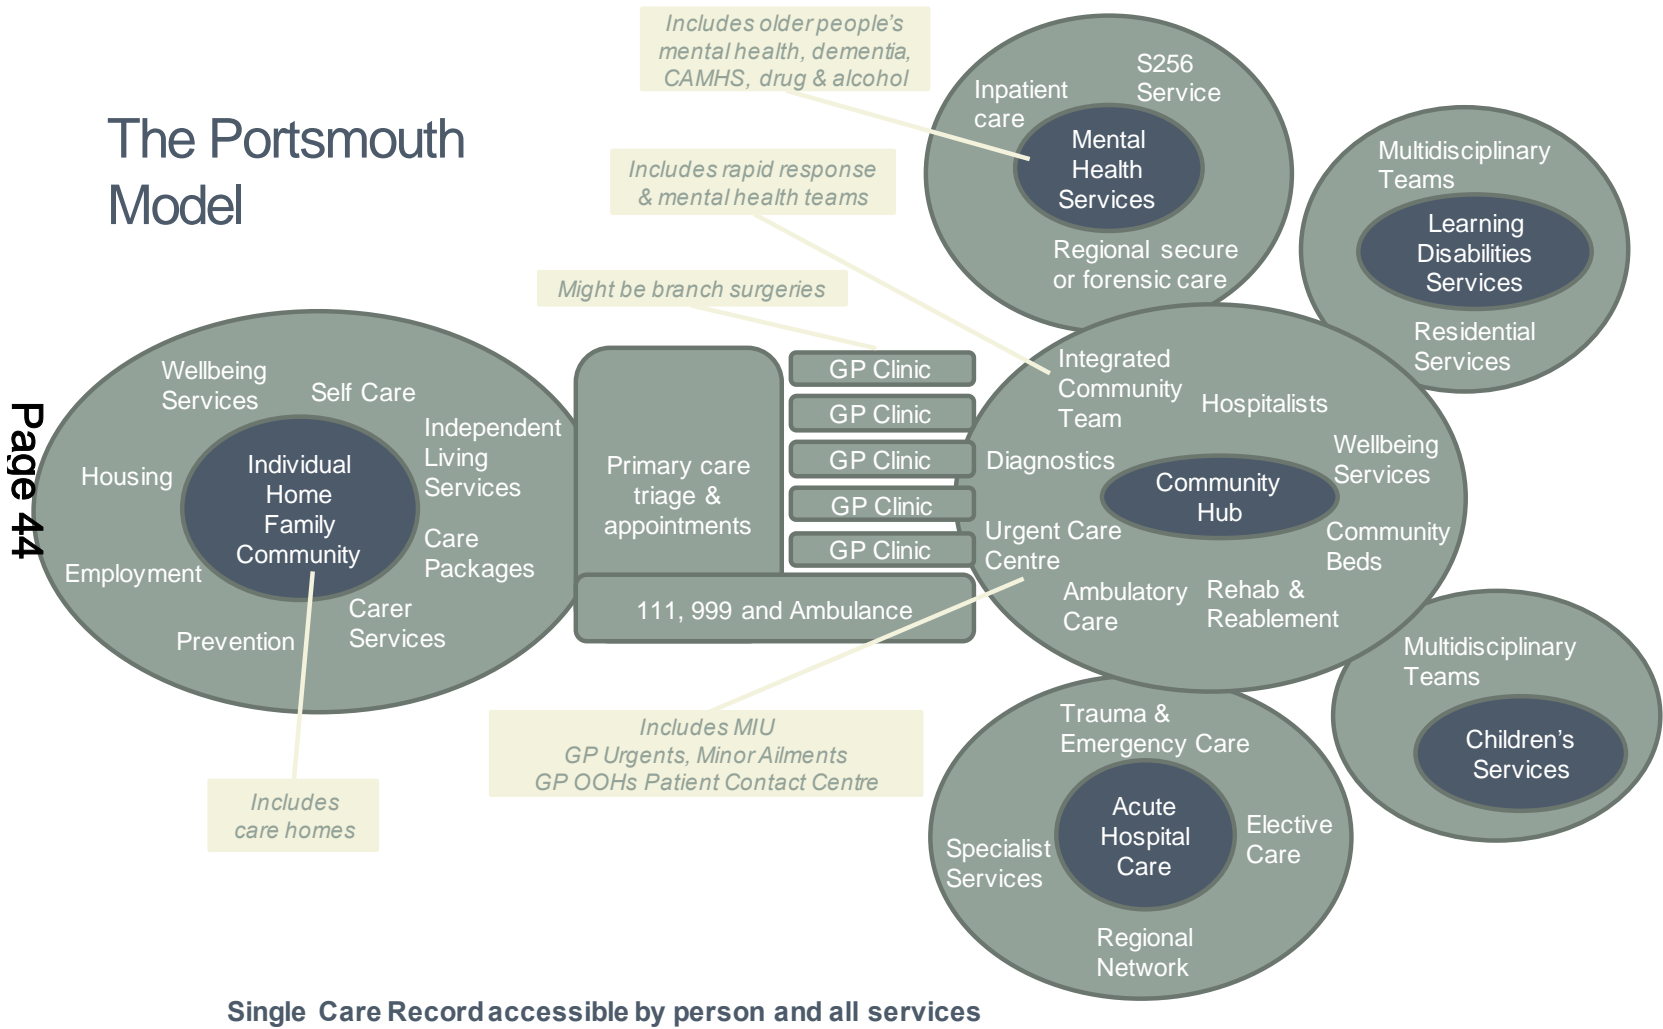 The Portsmouth
Model
Page 44
Includes older people's
mental health, dementia,
CAMHS, drug & alcohol
Includes rapid response
& mental health teams
Might be branch surgeries
Wellbeing
Services
Self Care
Independent
Living
Services
Housing
Individual
Home
Family
Community
Care
Packages
Employment
Carer
Services
Prevention
Includes
care homes
Primary care
triage &
appointments
GP Clinic
GP Clinic
GP Clinic
GP Clinic
GP Clinic
111, 999 and Ambulance
Includes MIU
GP Urgents, Minor Ailments
GP OOHs Patient Contact Centre
Inpatient
care
S256
Service
Mental
Health
Services
Regional secure
or forensic care
Multidisciplinary
Teams
Learning
Disabilities
Services
Residential
Services
Integrated
Community
Team
Hospitalists
Wellbeing
Services
Diagnostics
Community
Hub
Urgent Care
Centre
Community
Beds
Ambulatory
Care
Rehab &
Reablement
Multidisciplinary
Teams
Children's
Services
Trauma &
Emergency Care
Acute
Hospital
Care
Elective
Care
Specialist
Services
Regional
Network
Single Care Record accessible by person and all services